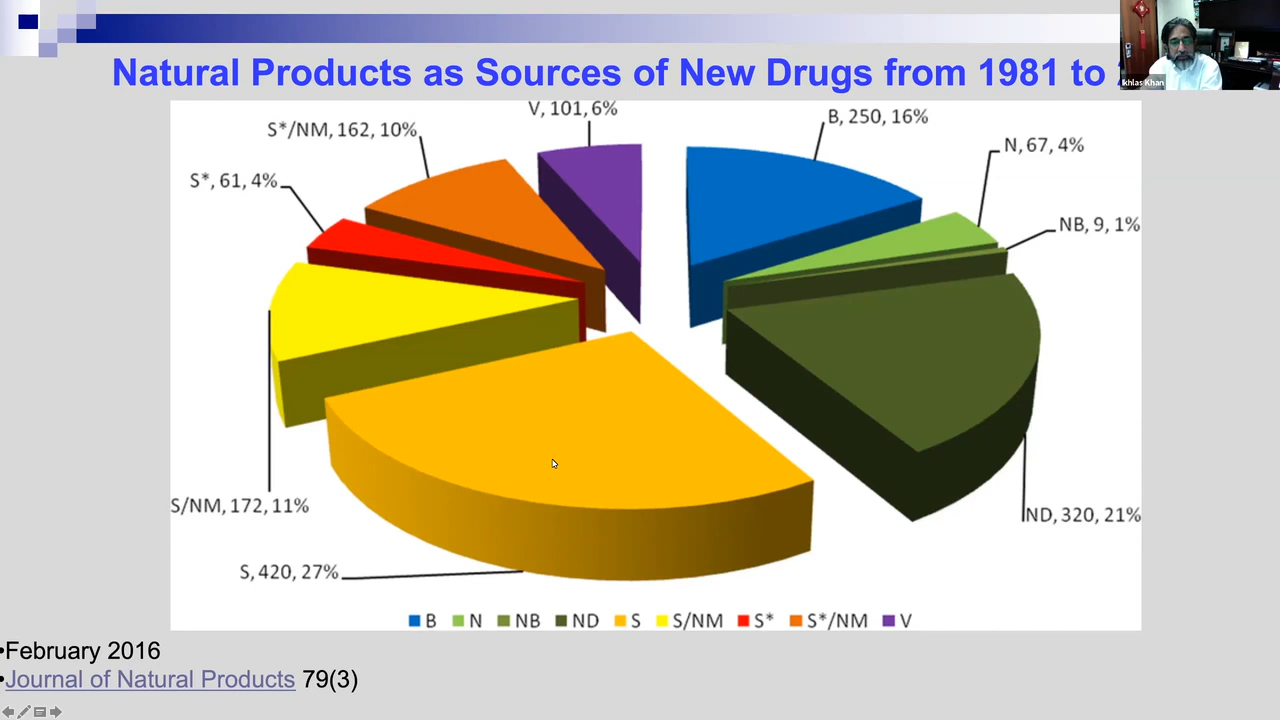 Natural Products as Sources of New Drugs from 1981 to
Ikhlas Khan
V, 101, 6%
B, 250, 16%
S*/NM, 162, 10%
N, 67, 4%
S*, 61, 4%
NB, 9, 1%
S/NM, 172, 11%
ND, 320, 21%
S, 420, 27%
B N NB ND S S/NM S* S*/NM V
•February 2016
•Journal of Natural Products 79(3)